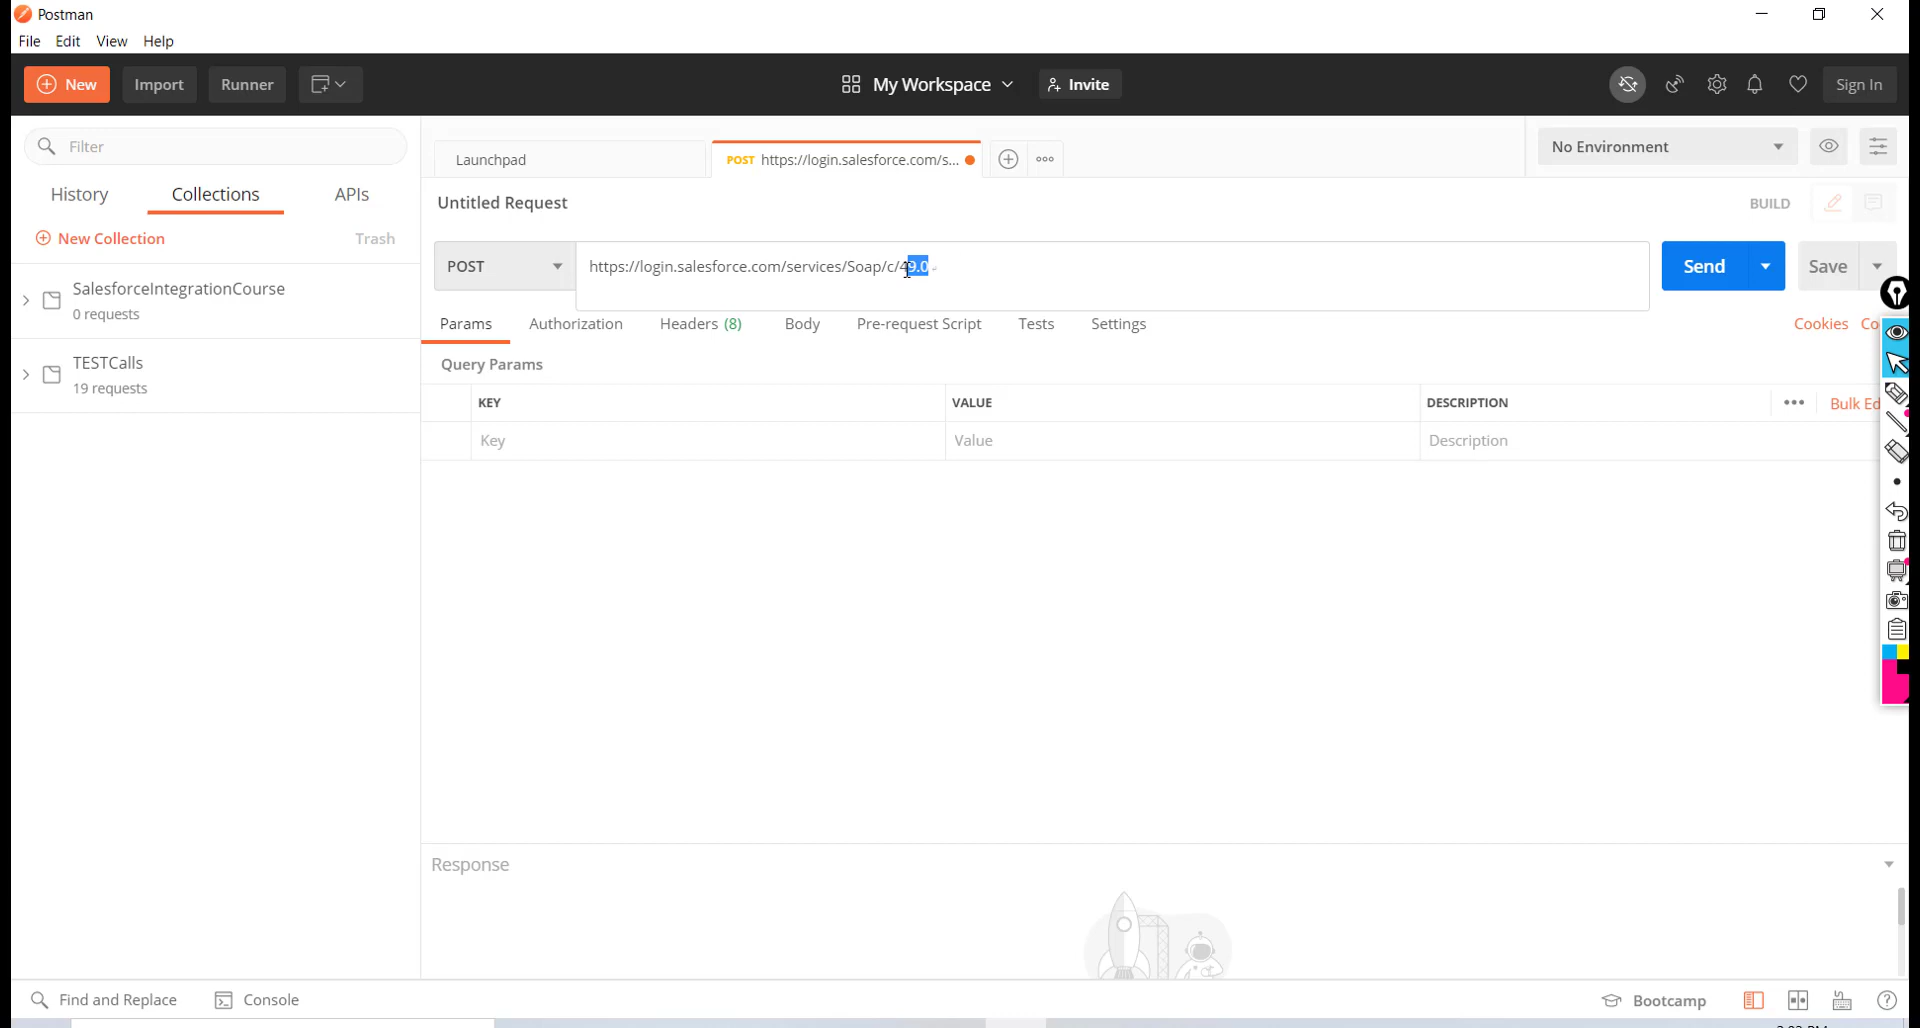 Postman
File Edit View Help
New Import Runner My Workspace Invite Sign In
Filter
History Collections APIs
New Collection Trash
SalesforceIntegrationCourse
0 requests
TESTCalls
19 requests
Launchpad POST https://login.salesforce.com/s... No Environment
Untitled Request BUILD
POST https://login.salesforce.com/services/Soap/c/49.0 Send Save
Params Authorization Headers (8) Body Pre-request Script Tests Settings Cookies Co
Query Params
KEY VALUE DESCRIPTION ••• Bulk Ed
Key Value Description
Response
Find and Replace Console Bootcamp